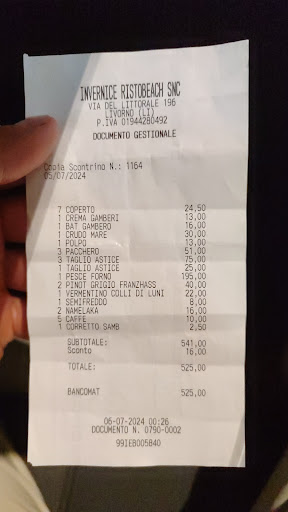 INVERNICE RISTOBEACH SNC
VIA DEL LITTORALE 196
LIVORNO (LI)
P.IVA 01944280492
DOCUMENTO GESTIONALE
Copia Scontrino N.: 1164
05/07/2024
7 COPERTO 24,50
1 CREMA GAMBERI 13,00
1 BAT GAMBERO 16,00
1 CRUDO MARE 30,00
1 POLPO 13,00
3 PACCHERO 51,00
3 TAGLIO ASTICE 75,00
1 TAGLIO ASTICE 25,00
1 PESCE FORNO 195,00
2 PINOT GRIGIO FRANZHASS 40,00
1 VERMENTINO COLLI DI LUNI 22,00
1 SEMIFREDDO 8,00
2 NAMELAKA 16,00
5 CAFFE 10,00
1 CORRETTO SAMB 2,50
SUBTOTALE: 541,00
Sconto 16,00
TOTALE: 525,00
BANCOMAT 525,00
06-07-2024 00:26
DOCUMENTO N. 0790-0002
99IEB005840